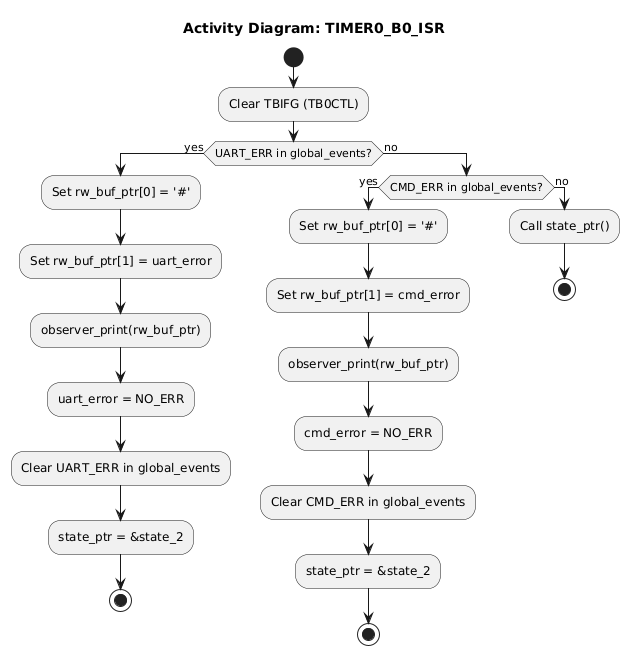 Activity Diagram: TIMER0_B0_ISR
Clear TBIFG (TB0CTL)
yes
UART_ERR in global_events?
no
Set rw_buf_ptr[0] = '#'
Set rw_buf_ptr[1] = uart_error
observer_print(rw_buf_ptr)
uart_error = NO_ERR
Clear UART_ERR in global_events
state_ptr = &state_2
yes
CMD_ERR in global_events?
no
Set rw_buf_ptr[0] = '#'
Set rw_buf_ptr[1] = cmd_error
observer_print(rw_buf_ptr)
cmd_error = NO_ERR
Clear CMD_ERR in global_events
state_ptr = &state_2
Call state_ptr()